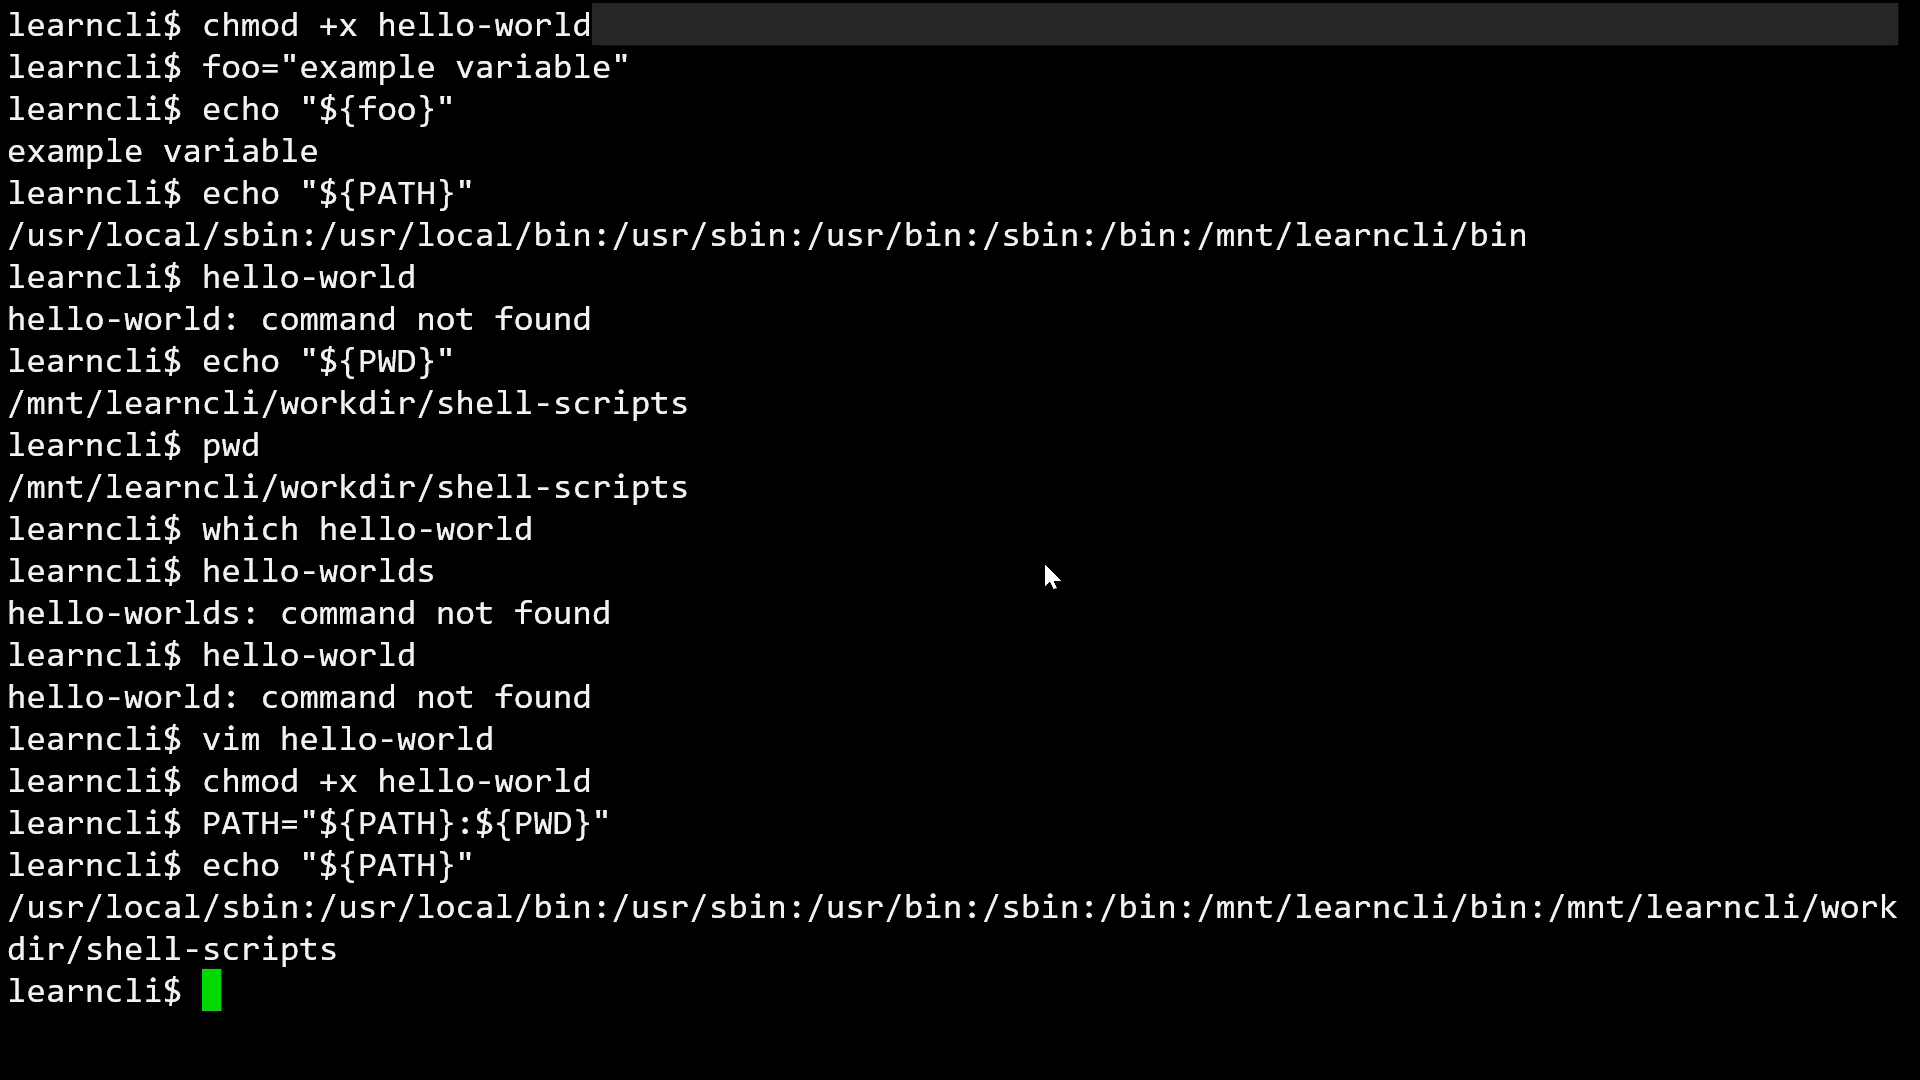 learncli$ chmod +x hello-world
learncli$ foo="example variable"
learncli$ echo "${foo}"
example variable
learncli$ echo "${PATH}"
/usr/local/sbin:/usr/local/bin:/usr/sbin:/usr/bin:/sbin:/bin:/mnt/learncli/bin
learncli$ hello-world
hello-world: command not found
learncli$ echo "${PWD}"
/mnt/learncli/workdir/shell-scripts
learncli$ pwd
/mnt/learncli/workdir/shell-scripts
learncli$ which hello-world
learncli$ hello-worlds
hello-worlds: command not found
learncli$ hello-world
hello-world: command not found
learncli$ vim hello-world
learncli$ chmod +x hello-world
learncli$ PATH="${PATH}:${PWD}"
learncli$ echo "${PATH}"
/usr/local/sbin:/usr/local/bin:/usr/sbin:/usr/bin:/sbin:/bin:/mnt/learncli/bin:/mnt/learncli/work
dir/shell-scripts
learncli$